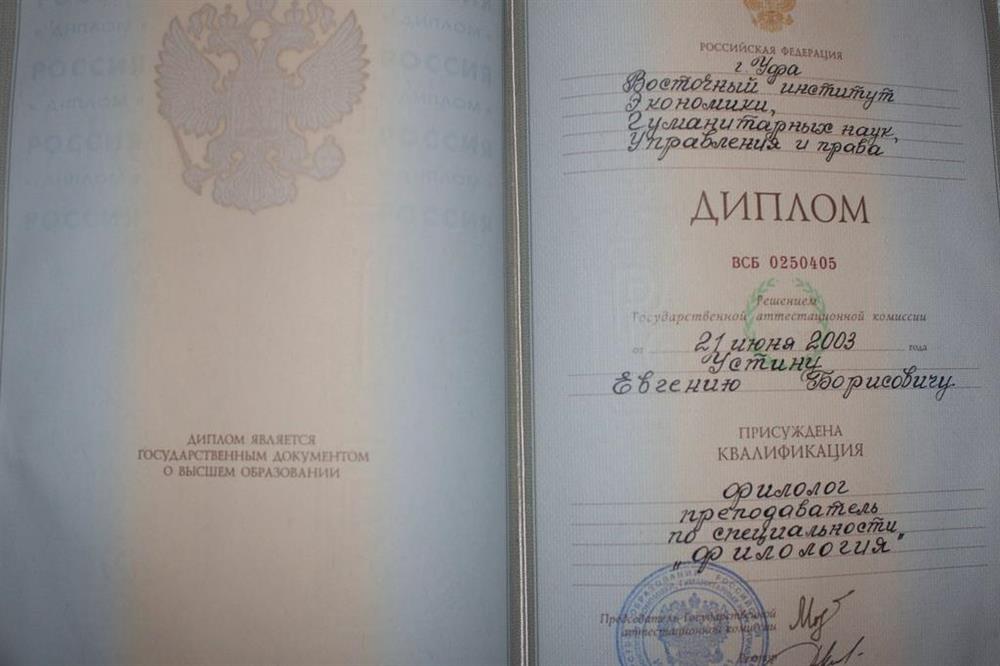 ДИПЛОМ ЯВЛЯЕТСЯ
ГОСУДАРСТВЕННЫМ ДОКУМЕНТОМ
О ВЫСШЕМ ОБРАЗОВАНИИ
РОССИЙСКАЯ ФЕДЕРАЦИЯ
г. Уфа
Восточный институт
Экономики,
Гуманитарных наук,
Управления и права
ДИПЛОМ
ВСБ 0250405
Решением
Государственной аттестационной комиссии
от 21 июня 2003 года
Устину
Евгению Борисовичу
ПРИСУЖДЕНА
КВАЛИФИКАЦИЯ
Филолог
преподаватель
по специальности
„Филология"
Председатель Государственной
аттестационной комиссии
Ректор